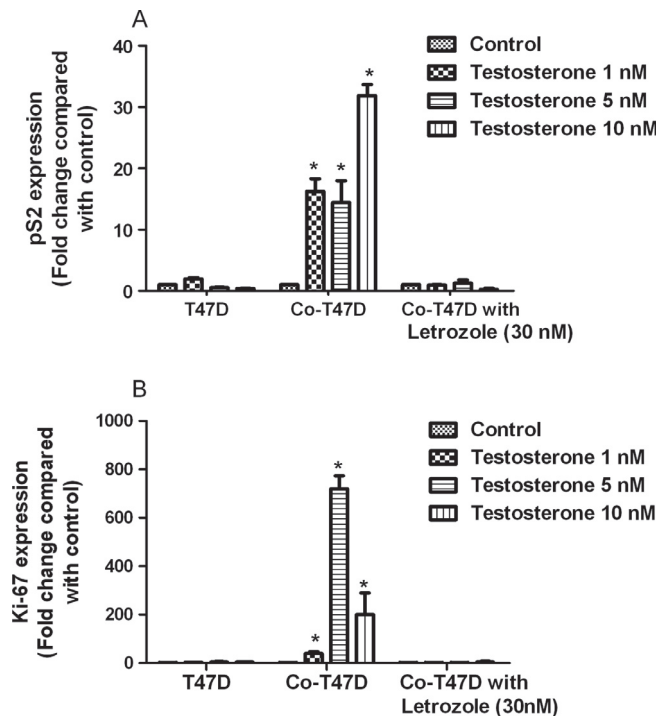 A
pS2 expression
(Fold change compared
with control)
40
30
20
10
0
Control
Testosterone 1 nM
Testosterone 5 nM
Testosterone 10 nM
*
*
*
T47D
Co-T47D
Co-T47D with
Letrozole (30 nM)
B
Ki-67 expression
(Fold change compared
with control)
1000
800
600
400
200
0
Control
Testosterone 1 nM
Testosterone 5 nM
Testosterone 10 nM
*
*
*
T47D
Co-T47D
Co-T47D with
Letrozole (30nM)